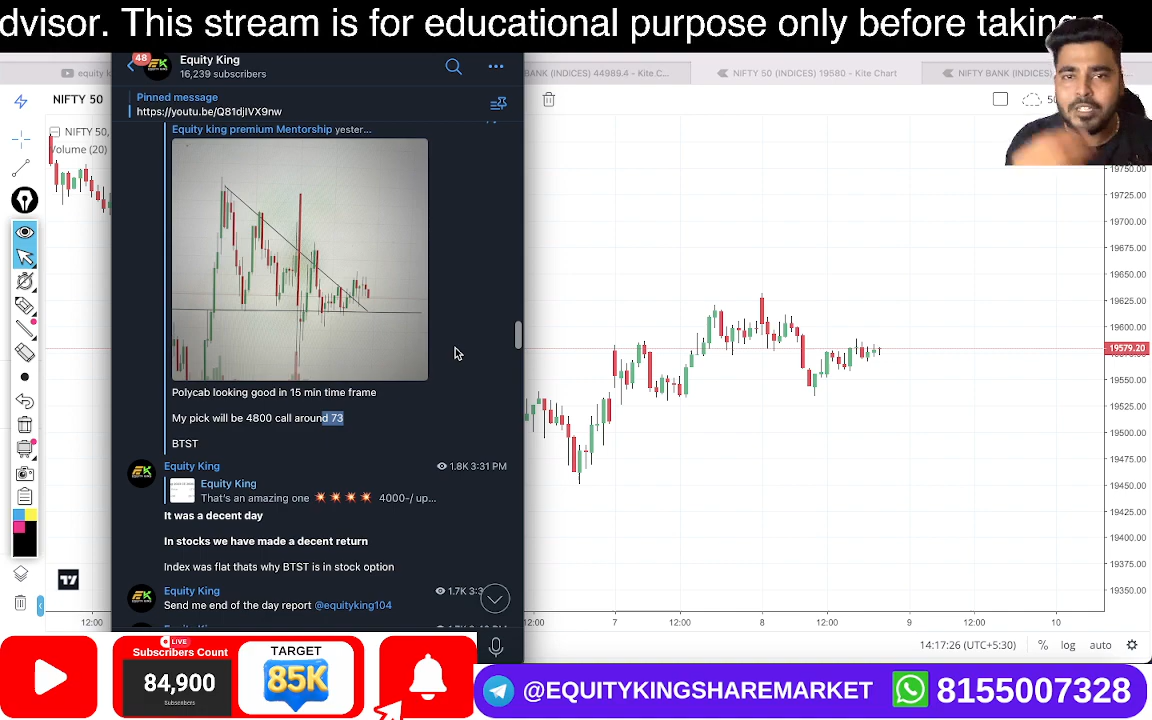 dvisor. This stream is for educational purpose only before taking
equity k
BANK (INDICES) 44989.4 - Kite C...
NIFTY 50 (INDICES) 19580 - Kite Chart
NIFTY BANK (INDICES)
48
Equity King
16,239 subscribers
NIFTY 50
Pinned message
https://youtu.be/Q81djIVX9nw
NIFTY 50,
Volume (20)
Equity king premium Mentorship yester...
Polycab looking good in 15 min time frame
My pick will be 4800 call around 73
BTST
Equity King
1.8K 3:31 PM
Equity King
That's an amazing one 💥 💥 💥 💥 4000-/ up...
It was a decent day
In stocks we have made a decent return
Index was flat thats why BTST is in stock option
Equity King
1.7K 3:3
Send me end of the day report @equityking104
19750.00
19725.00
19700.00
19675.00
19650.00
19625.00
19600.00
19579.20
19550.00
19525.00
19500.00
19475.00
19450.00
19425.00
19400.00
19375.00
19350.00
12:00
12:00
7
12:00
8
12:00
9
12:00
10
14:17:26 (UTC+5:30)
%
log
auto
LIVE
Subscribers Count
84,900
Subscribers
TARGET
85K
@EQUITYKINGSHAREMARKET
8155007328